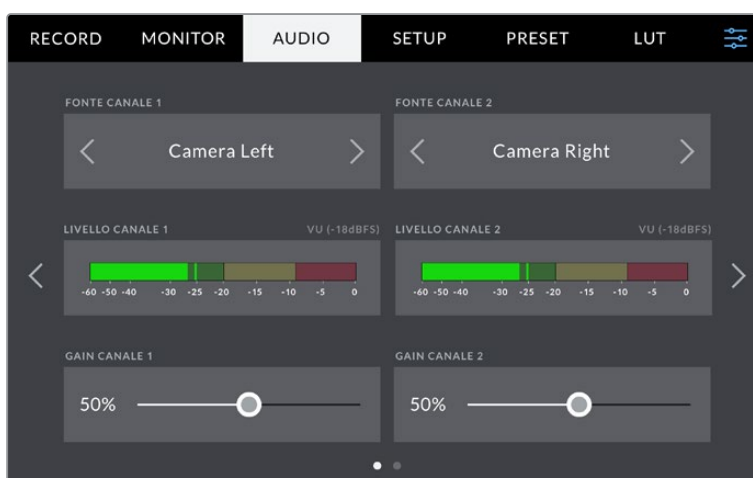 RECORD MONITOR AUDIO SETUP PRESET LUT
FONTE CANALE 1 FONTE CANALE 2
Camera Left Camera Right
LIVELLO CANALE 1 VU (-18dBFS) LIVELLO CANALE 2 VU (-18dBFS)
-60 -50 -40 -30 -25 -20 -15 -10 -5 0 -60 -50 -40 -30 -25 -20 -15 -10 -5 0
GAIN CANALE 1 GAIN CANALE 2
50% 50%